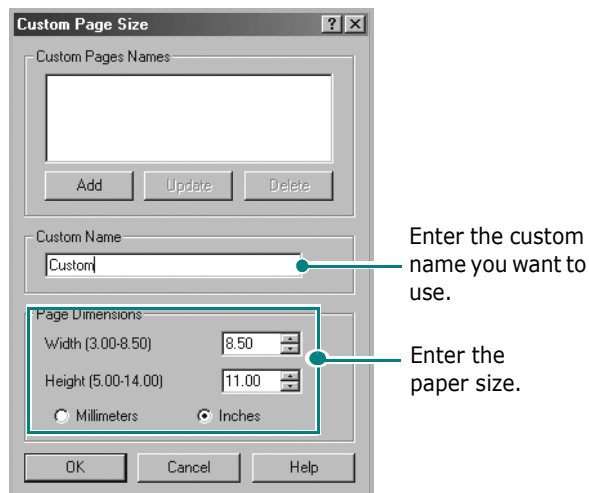 Custom Page Size
Custom Pages Names
Add Update Delete
Custom Name
Custom
Enter the custom
name you want to
use.
Page Dimensions
Width (3.00-8.50) 8.50
Height (5.00-14.00) 11.00
Millimeters Inches
Enter the
paper size.
OK Cancel Help